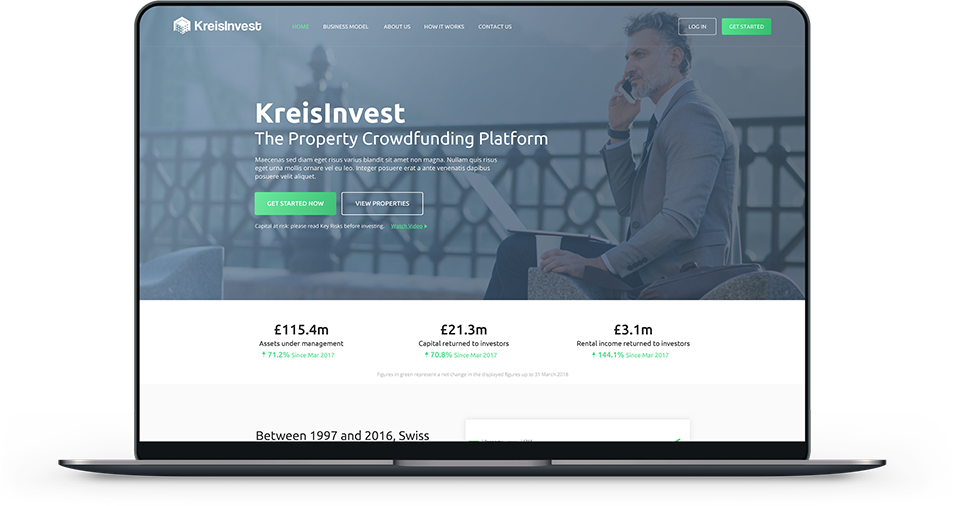 KreisInvest
HOME BUSINESS MODEL ABOUT US HOW IT WORKS CONTACT US LOG IN GET STARTED
KreisInvest
The Property Crowdfunding Platform
Maecenas sed diam eget risus varius blandit sit amet non magna. Nullam quis risus
eget urna mollis ornare vel eu leo. Integer posuere erat a ante venenatis dapibus
posuere velit aliquet.
GET STARTED NOW VIEW PROPERTIES
Capital at risk: please read Key Risks before investing. Watch Video
£115.4m £21.3m £3.1m
Assets under management Capital returned to investors Rental income returned to investors
71.2% Since Mar 2017 70.8% Since Mar 2017 144.1% Since Mar 2017
Figures in green represent a net change in the displayed figures up to 31 March 2018
Between 1997 and 2016, Swiss